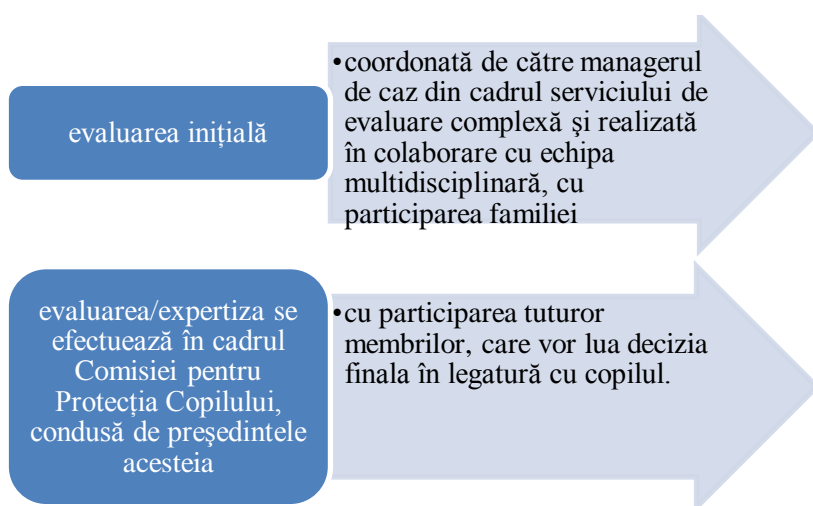 evaluarea inițială
•coordonată de către managerul
de caz din cadrul serviciului de
evaluare complexă şi realizată
în colaborare cu echipa
multidisciplinară, cu
participarea familiei
evaluarea/expertiza se
efectuează în cadrul
Comisiei pentru
Protecția Copilului,
condusă de preşedintele
acesteia
•cu participarea tuturor
membrilor, care vor lua decizia
finala în legatură cu copilul.